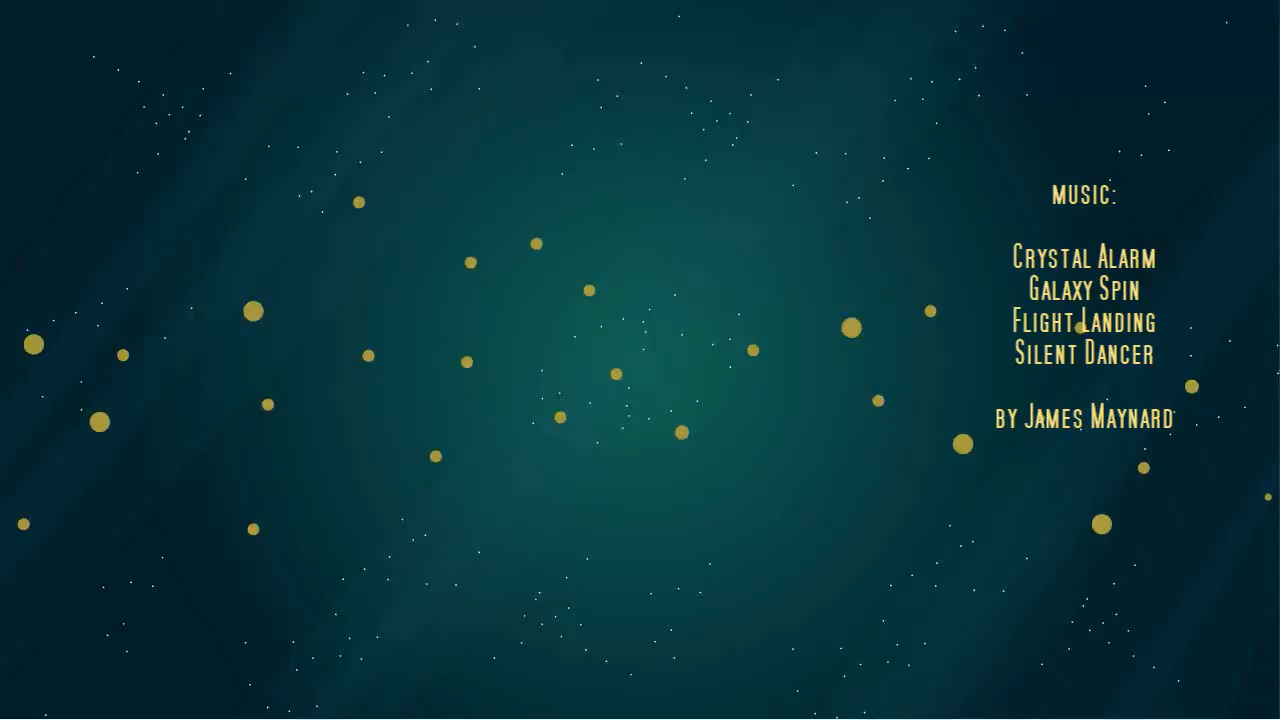 MUSIC:
CRYSTAL ALARM
GALAXY SPIN
FLIGHT LANDING
SILENT DANCER
BY JAMES MAYNARD